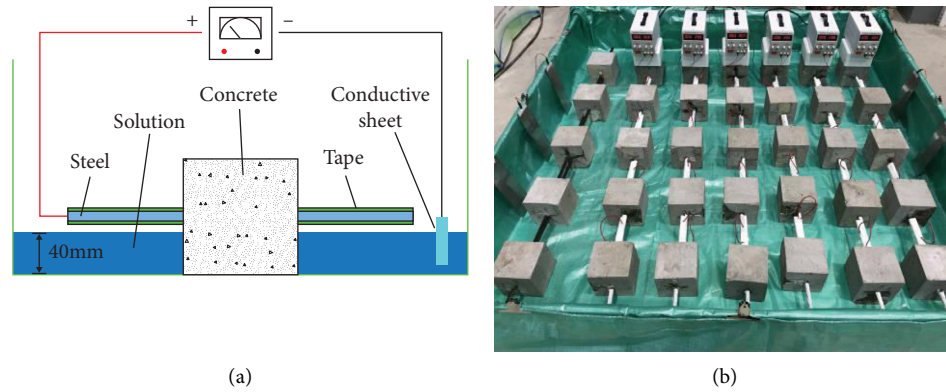 +
−
Concrete
Conductive
sheet
Solution
Tape
Steel
40mm
(a)
(b)